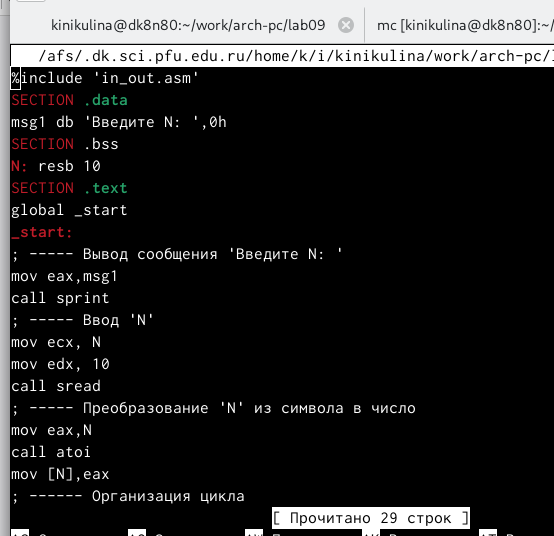 kinikulina@dk8n80:~/work/arch-pc/lab09 mc [kinikulina@dk8n80]:~
/afs/.dk.sci.pfu.edu.ru/home/k/i/kinikulina/work/arch-pc/
%include 'in_out.asm'
SECTION .data
msg1 db 'Введите N: ',0h
SECTION .bss
N: resb 10
SECTION .text
global _start
_start:
; ----- Вывод сообщения 'Введите N: '
mov eax,msg1
call sprint
; ----- Ввод 'N'
mov ecx, N
mov edx, 10
call sread
; ----- Преобразование 'N' из символа в число
mov eax,N
call atoi
mov [N],eax
; ------ Организация цикла
[ Прочитано 29 строк ]